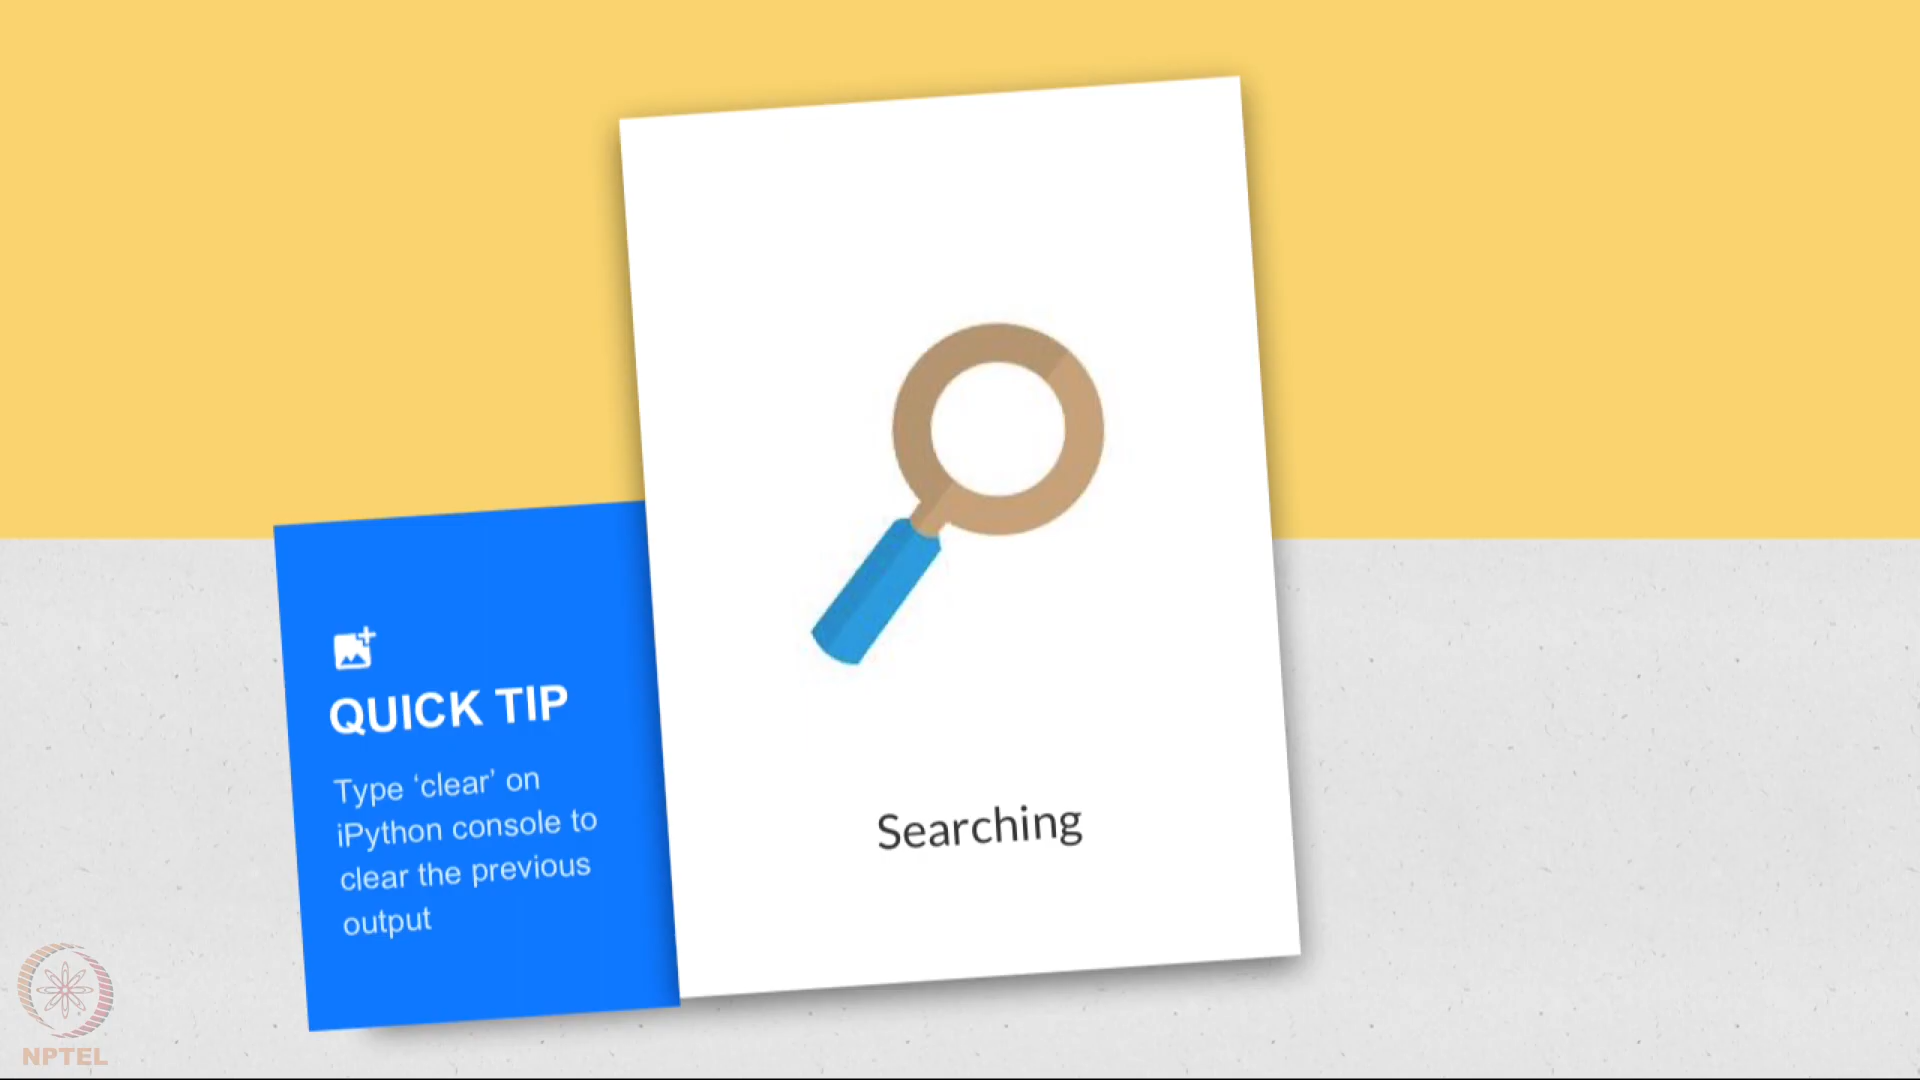 QUICK TIP
Type ‘clear’ on
iPython console to
clear the previous
output
Searching
NPTEL